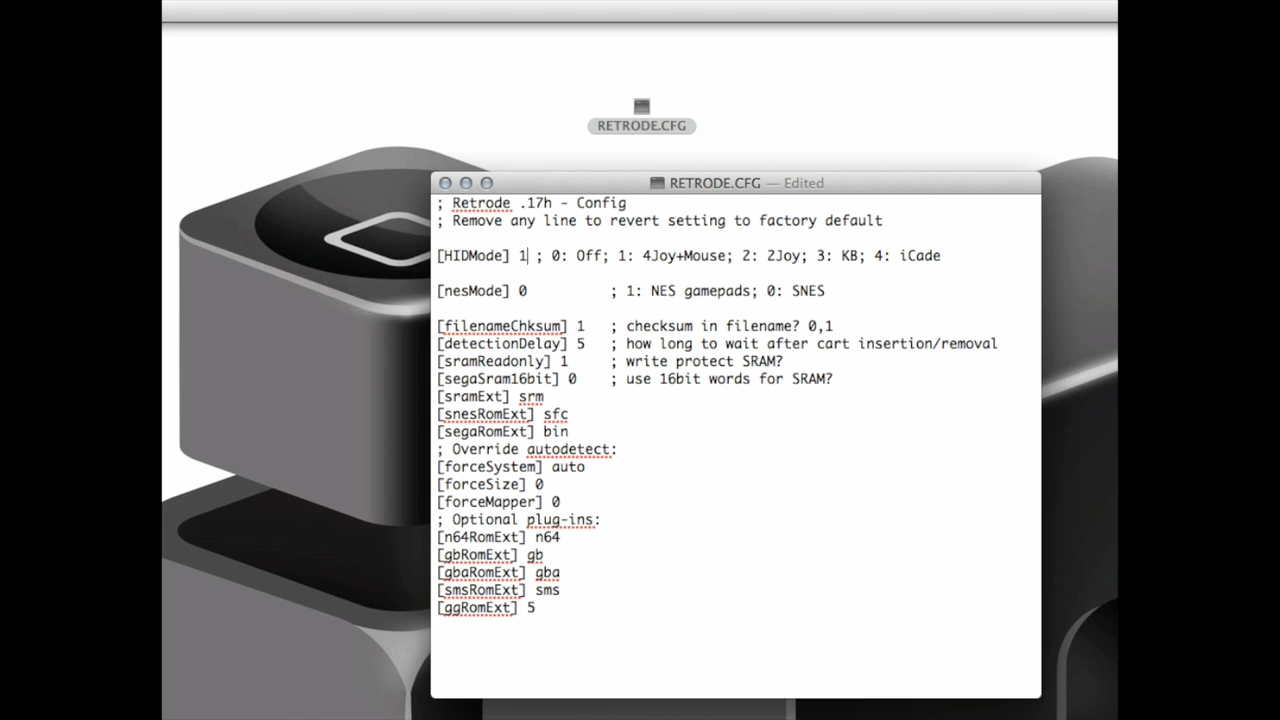 RETRODE.CFG
RETRODE.CFG — Edited
; Retrode .17h - Config
; Remove any line to revert setting to factory default
[HIDMode] 1 ; 0: Off; 1: 4Joy+Mouse; 2: 2Joy; 3: KB; 4: iCade
[nesMode] 0 ; 1: NES gamepads; 0: SNES
[filenameChksum] 1 ; checksum in filename? 0,1
[detectionDelay] 5 ; how long to wait after cart insertion/removal
[sramReadonly] 1 ; write protect SRAM?
[segaSram16bit] 0 ; use 16bit words for SRAM?
[sramExt] srm
[snesRomExt] sfc
[segaRomExt] bin
; Override autodetect:
[forceSystem] auto
[forceSize] 0
[forceMapper] 0
; Optional plug-ins:
[n64RomExt] n64
[gbRomExt] gb
[gbaRomExt] gba
[smsRomExt] sms
[ggRomExt] 5